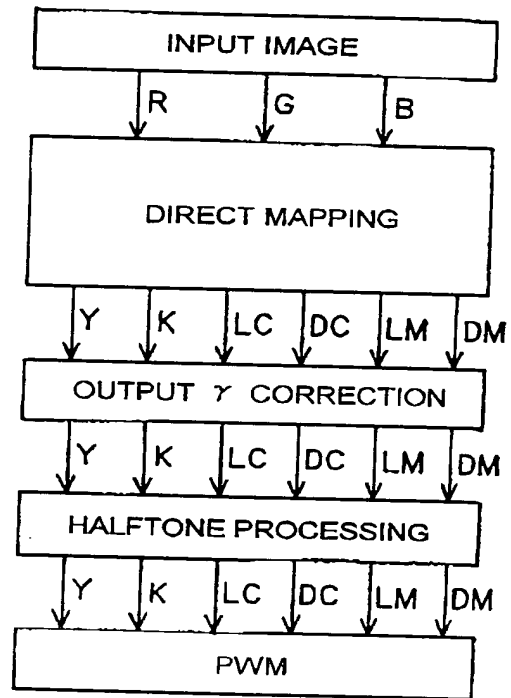 INPUT IMAGE
R G B
DIRECT MAPPING
Y K LC DC LM DM
OUTPUT γ CORRECTION
Y K LC DC LM DM
HALFTONE PROCESSING
Y K LC DC LM DM
PWM